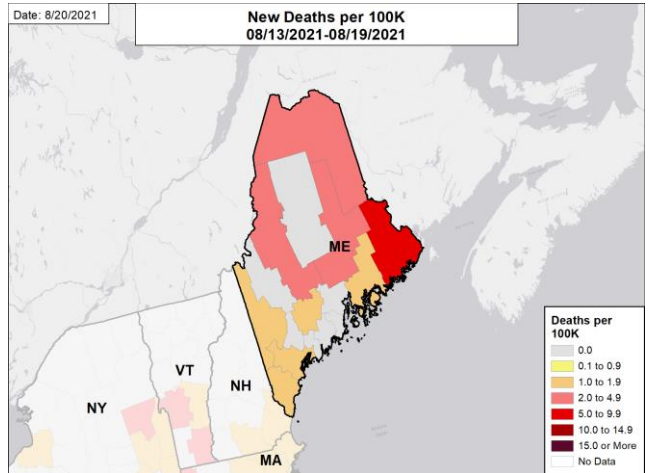 Date: 8/20/2021
New Deaths per 100K
08/13/2021-08/19/2021
ME
VT
NH
NY
MA
Deaths per
100K
0.0
0.1 to 0.9
1.0 to 1.9
2.0 to 4.9
5.0 to 9.9
10.0 to 14.9
15.0 or More
No Data